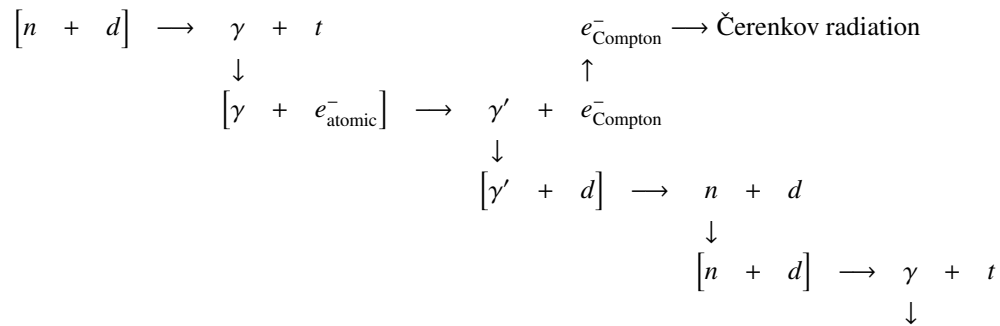 [n + d] ⟶ γ + t e⁻Compton ⟶ Čerenkov radiation
↓ ↑
[γ + e⁻atomic] ⟶ γ′ + e⁻Compton
↓
[γ′ + d] ⟶ n + d
↓
[n + d] ⟶ γ + t
↓